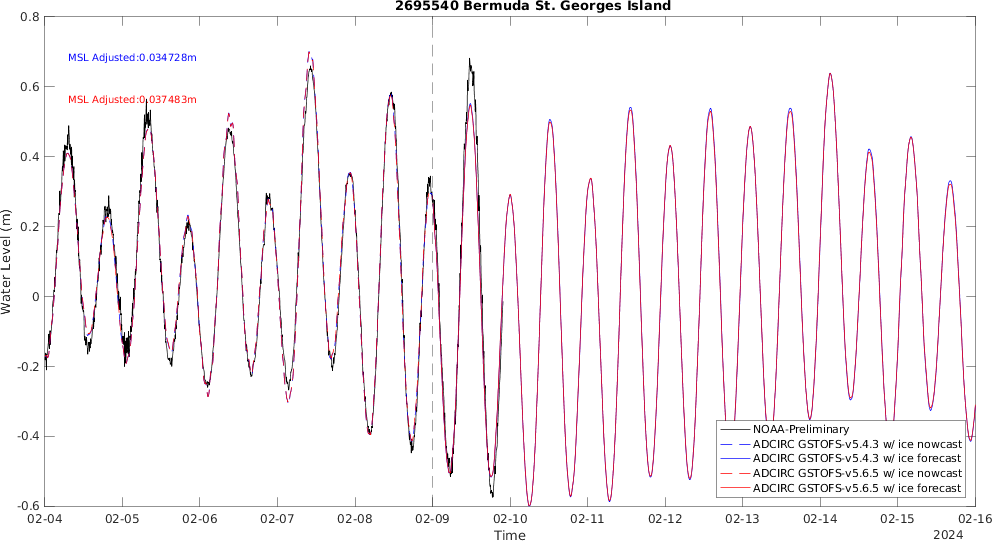 2695540 Bermuda St. Georges Island
Water Level (m)
0.8
0.6
0.4
0.2
0
-0.2
-0.4
-0.6
MSL Adjusted:0.034728m
MSL Adjusted:0.037483m
NOAA-Preliminary
ADCIRC GSTOFS-v5.4.3 w/ ice nowcast
ADCIRC GSTOFS-v5.4.3 w/ ice forecast
ADCIRC GSTOFS-v5.6.5 w/ ice nowcast
ADCIRC GSTOFS-v5.6.5 w/ ice forecast
02-04 02-05 02-06 02-07 02-08 02-09 02-10 02-11 02-12 02-13 02-14 02-15 02-16
Time
2024